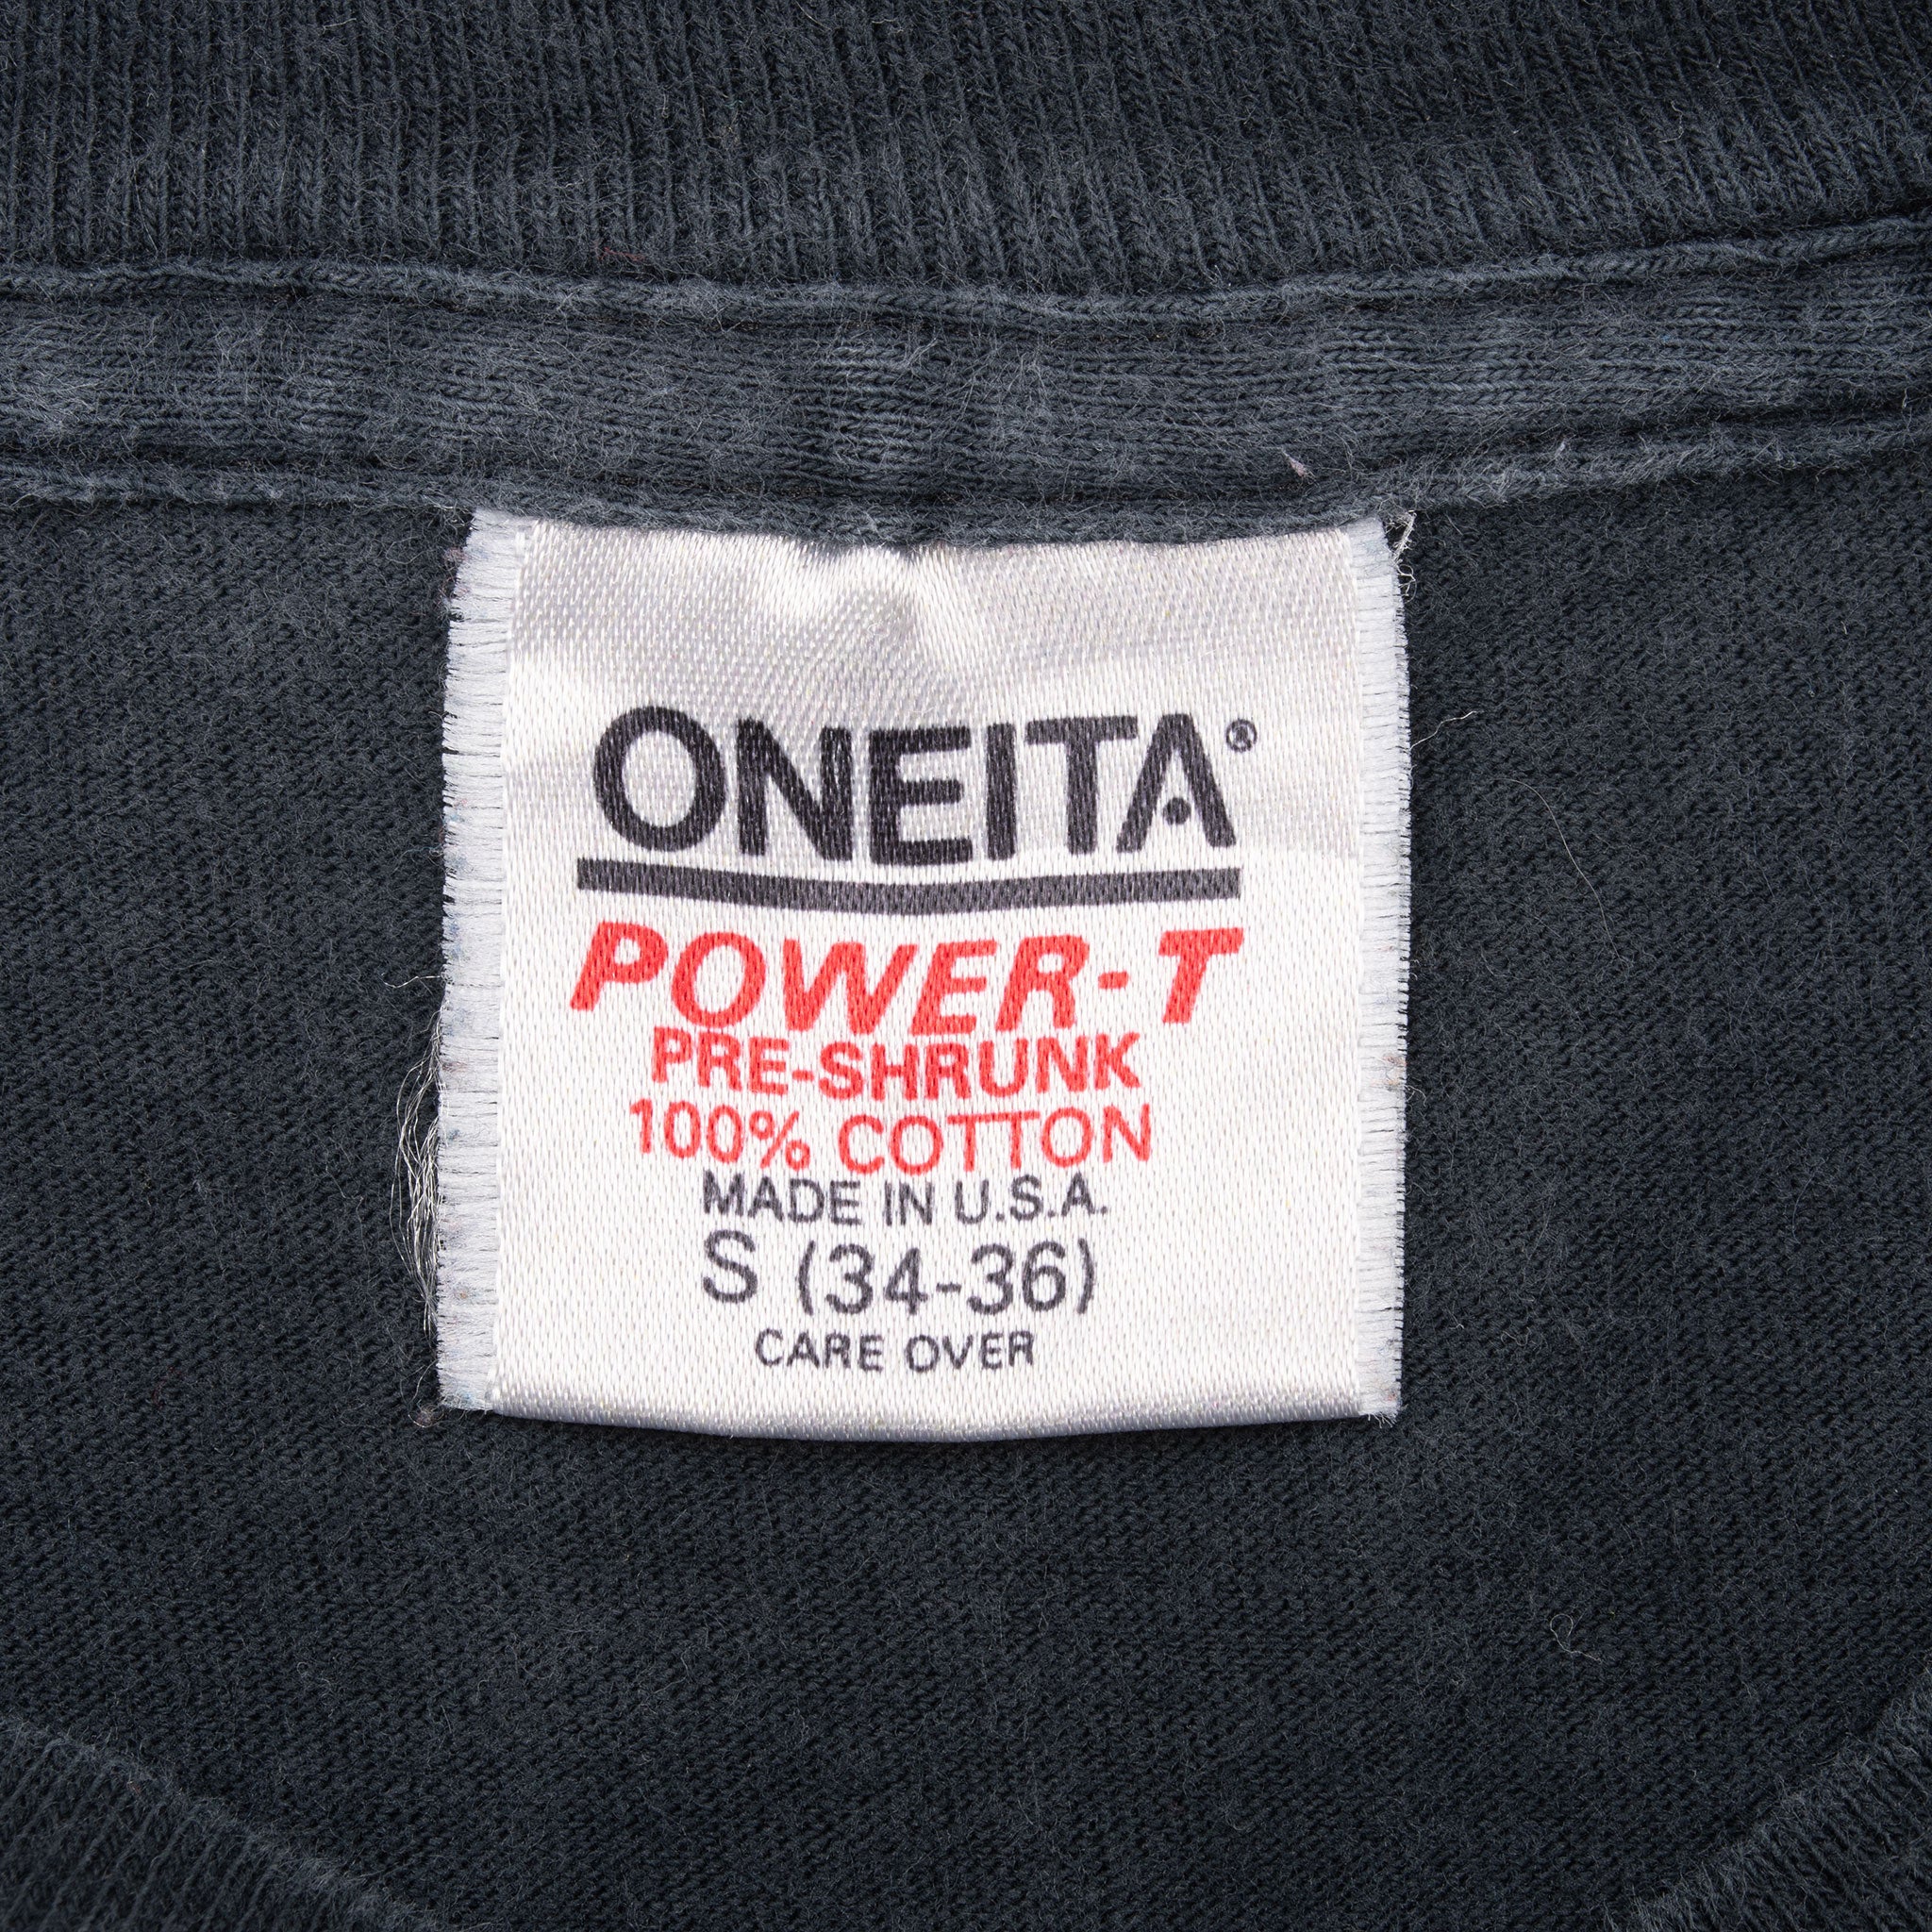 ONEITA®
POWER-T
PRE-SHRUNK
100% COTTON
MADE IN U.S.A.
S (34-36)
CARE OVER